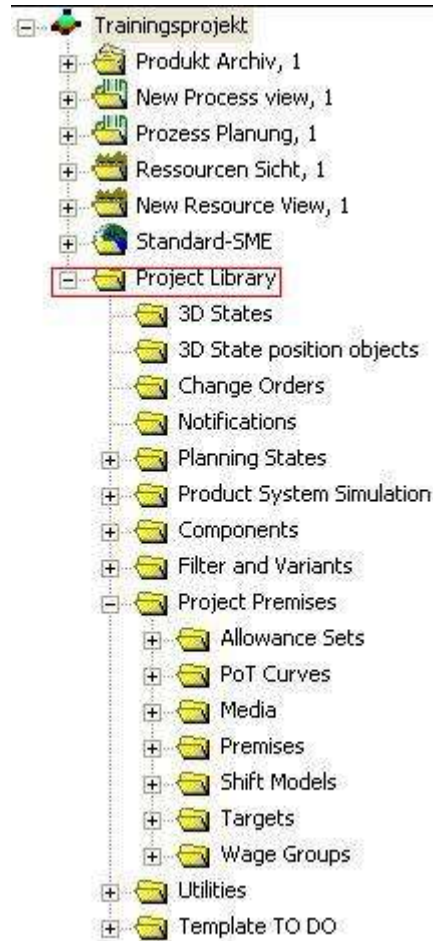 Trainingsprojekt
Produkt Archiv, 1
New Process view, 1
Prozess Planung, 1
Ressourcen Sicht, 1
New Resource View, 1
Standard-SME
Project Library
3D States
3D State position objects
Change Orders
Notifications
Planning States
Product System Simulation
Components
Filter and Variants
Project Premises
Allowance Sets
PoT Curves
Media
Premises
Shift Models
Targets
Wage Groups
Utilities
Template TO DO